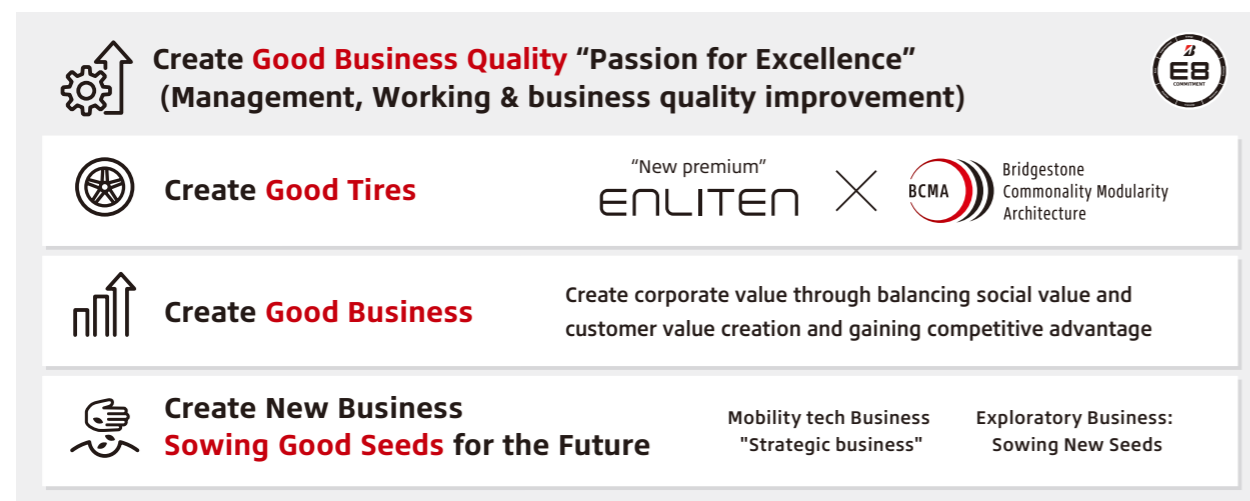 Create Good Business Quality “Passion for Excellence”
(Management, Working & business quality improvement)
E8
COMMITMENT
Create Good Tires
“New premium”
ENLITEN
BCMA
Bridgestone
Commonality Modularity
Architecture
Create Good Business
Create corporate value through balancing social value and
customer value creation and gaining competitive advantage
Create New Business
Sowing Good Seeds for the Future
Mobility tech Business
"Strategic business"
Exploratory Business:
Sowing New Seeds